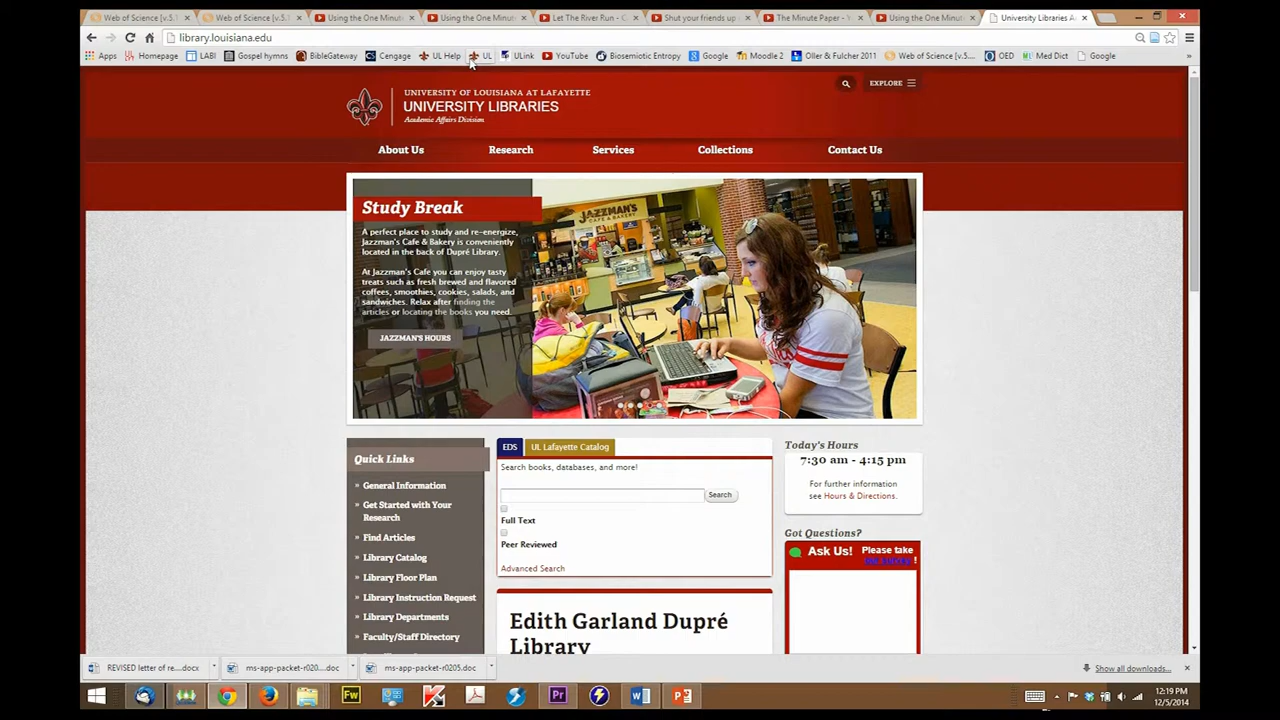 Web of Science [v.5.1
Web of Science [v.5.1
Using the One Minute
Using the One Minute
Let The River Run - C
Shut your friends up
The Minute Paper - Y
Using the One Minute
University Libraries
library.louisiana.edu
Apps Homepage LABI Gospel hymns BibleGateway Cengage UL Help UL ULink YouTube Biosemiotic Entropy Google Moodle 2 Oller & Fulcher 2011 Web of Science [v.5.... OED Med Dict Google »
UNIVERSITY OF LOUISIANA AT LAFAYETTE
UNIVERSITY LIBRARIES
Academic Affairs Division
EXPLORE
About Us Research Services Collections Contact Us
Study Break
A perfect place to study and re-energize,
Jazzman's Cafe & Bakery is conveniently
located in the back of Dupré Library.
At Jazzman's Cafe you can enjoy tasty
treats such as fresh brewed and flavored
coffees, smoothies, cookies, salads, and
sandwiches. Relax after finding the
articles or locating the books you need.
JAZZMAN'S HOURS
JAZZMAN'S
CAFE & BAKERY
Quick Links
» General Information
» Get Started with Your
Research
» Find Articles
» Library Catalog
» Library Floor Plan
» Library Instruction Request
» Library Departments
» Faculty/Staff Directory
EDS UL Lafayette Catalog
Search books, databases, and more!
Search
Full Text
Peer Reviewed
Advanced Search
Edith Garland Dupré
Library
Today's Hours
7:30 am - 4:15 pm
For further information
see Hours & Directions.
Got Questions?
Ask Us! Please take
our survey !
REVISED letter of re....docx
ms-app-packet-r020....doc
ms-app-packet-r0205.doc
Show all downloads...
Fw
Pr
12:19 PM
12/5/2014